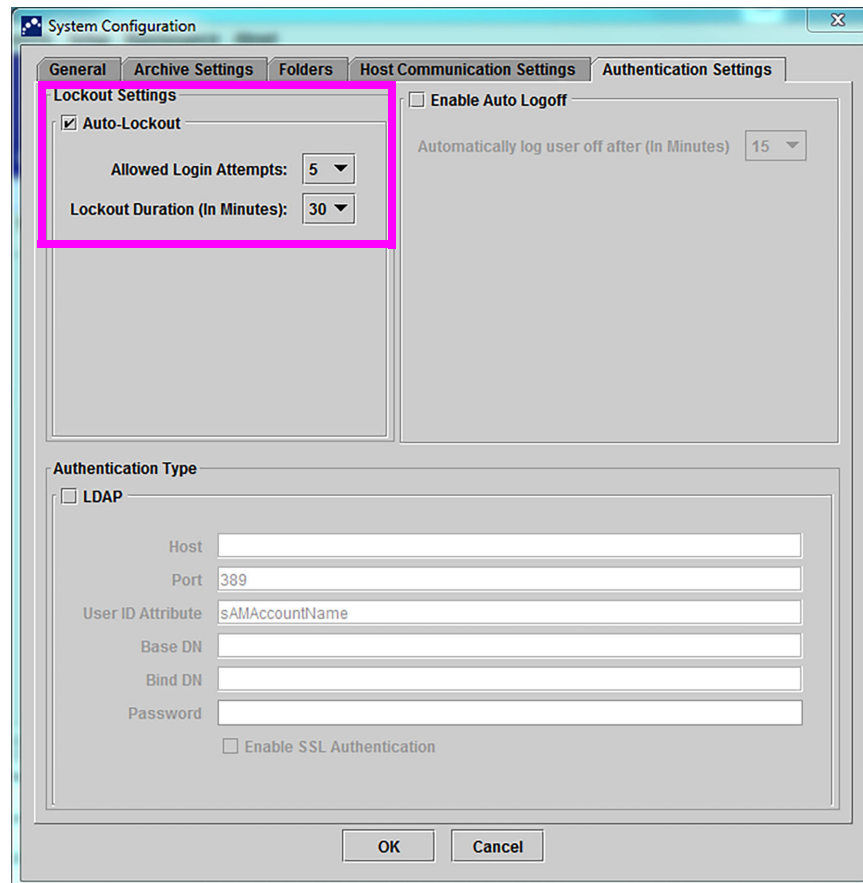 System Configuration
General Archive Settings Folders Host Communication Settings Authentication Settings
Lockout Settings
Auto-Lockout
Allowed Login Attempts: 5
Lockout Duration (In Minutes): 30
Enable Auto Logoff
Automatically log user off after (In Minutes) 15
Authentication Type
LDAP
Host
Port 389
User ID Attribute sAMAccountName
Base DN
Bind DN
Password
Enable SSL Authentication
OK Cancel